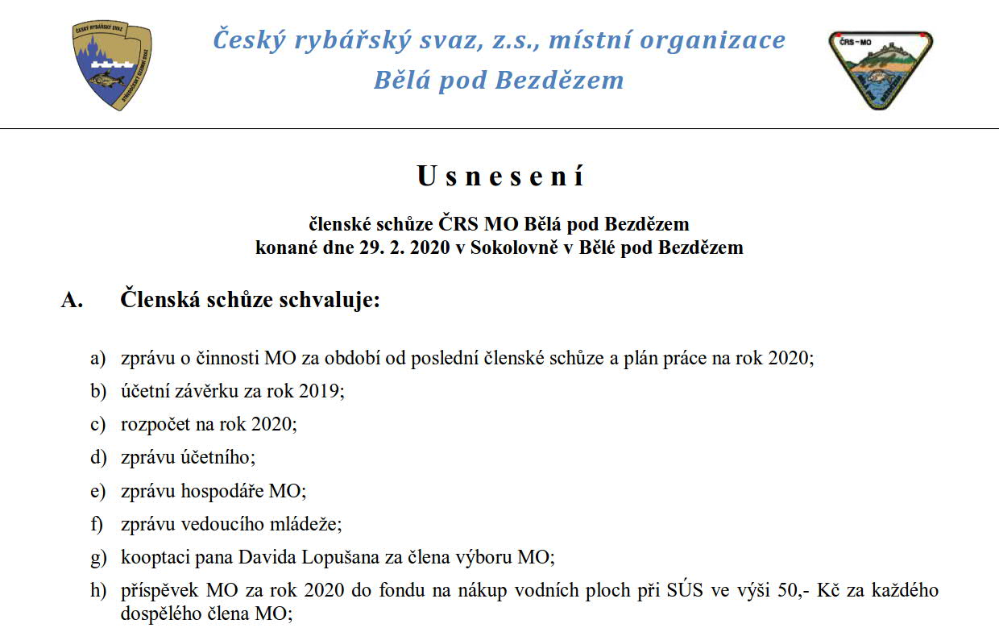 ČESKÝ RYBÁŘSKÝ SVAZ
STŘEDOČESKÝ ÚZEMNÍ SVAZ
Český rybářský svaz, z.s., místní organizace
Bělá pod Bezdězem
ČRS-MO
U s n e s e n í
členské schůze ČRS MO Bělá pod Bezdězem
konané dne 29. 2. 2020 v Sokolovně v Bělé pod Bezdězem
A. Členská schůze schvaluje:
a) zprávu o činnosti MO za období od poslední členské schůze a plán práce na rok 2020;
b) účetní závěrku za rok 2019;
c) rozpočet na rok 2020;
d) zprávu účetního;
e) zprávu hospodáře MO;
f) zprávu vedoucího mládeže;
g) kooptaci pana Davida Lopušana za člena výboru MO;
h) příspěvek MO za rok 2020 do fondu na nákup vodních ploch při SÚS ve výši 50,- Kč za každého
dospělého člena MO;